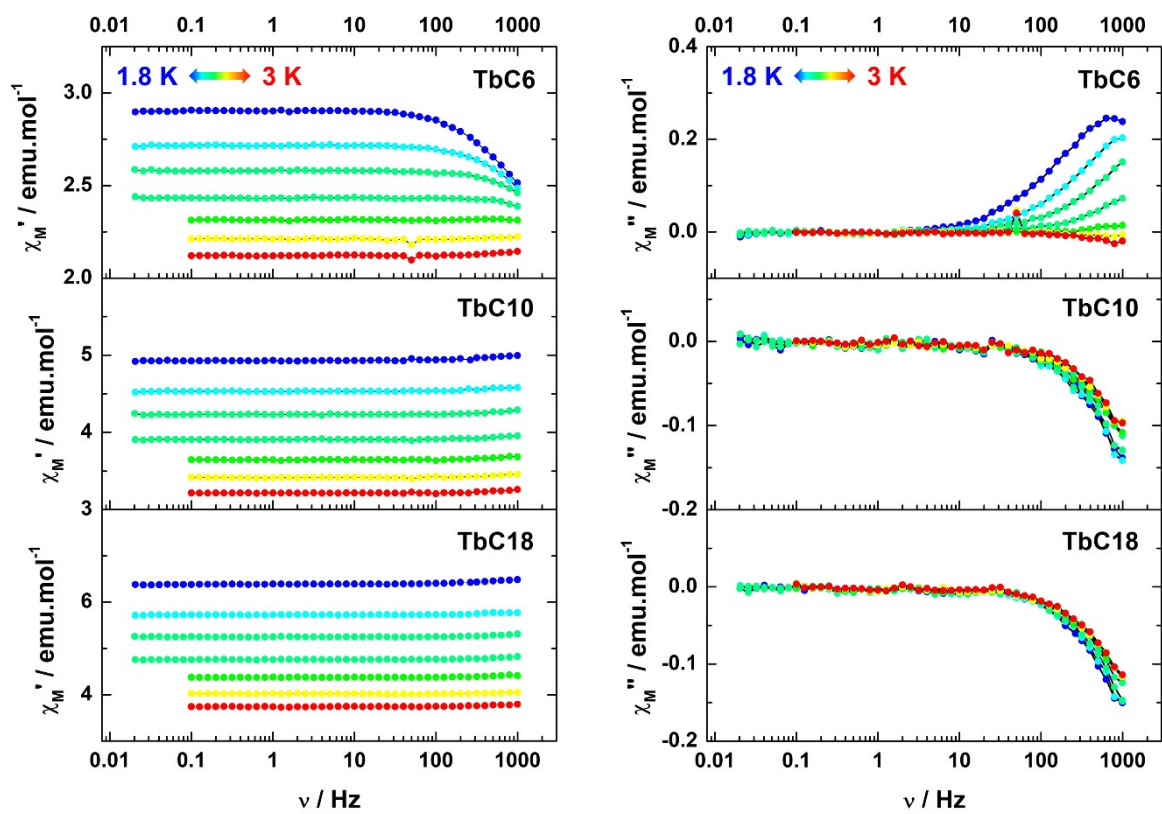 0.01 0.1 1 10 100 1000
1.8 K 3 K TbC6
3.0
2.5
2.0
χM' / emu.mol-1
TbC10
5
4
3
χM' / emu.mol-1
TbC18
6
4
χM' / emu.mol-1
0.01 0.1 1 10 100 1000
ν / Hz
0.01 0.1 1 10 100 1000
0.4
1.8 K 3 K TbC6
0.2
0.0
χM'' / emu.mol-1
TbC10
0.0
-0.1
-0.2
χM'' / emu.mol-1
TbC18
0.0
-0.1
-0.2
χM'' / emu.mol-1
0.01 0.1 1 10 100 1000
ν / Hz